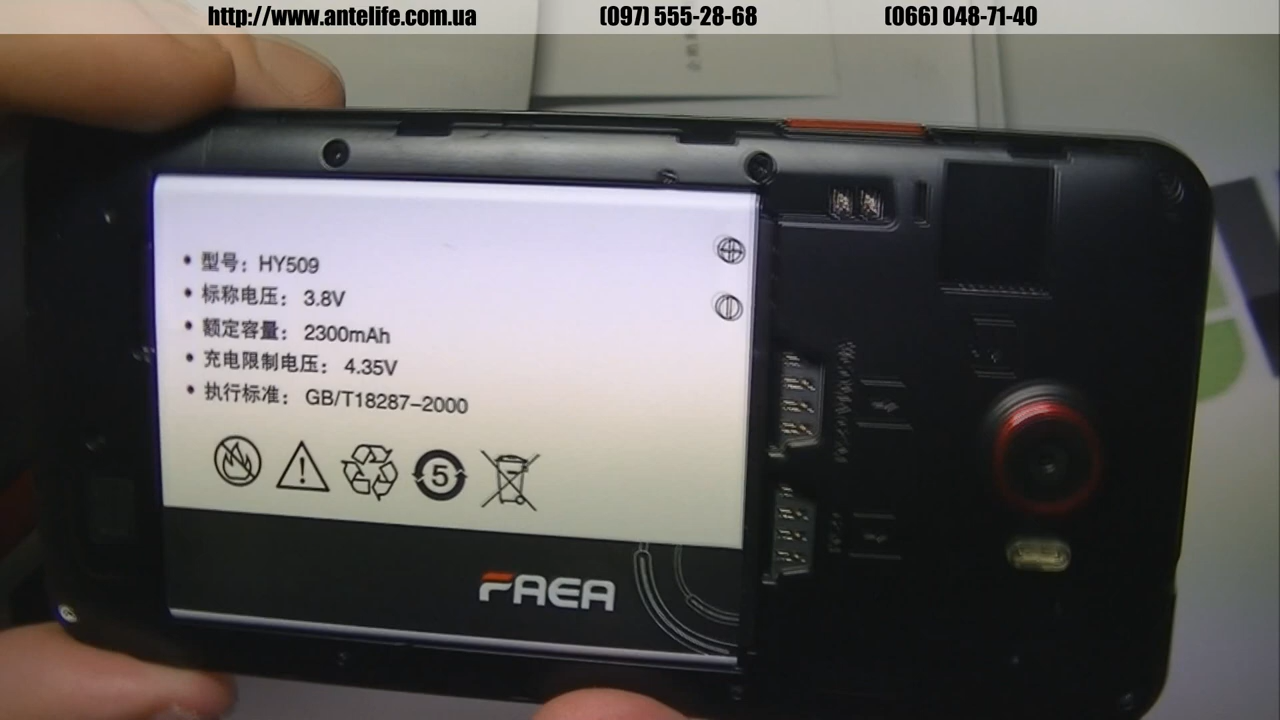 http://www.antelife.com.ua (097) 555-28-68 (066) 048-71-40
• 型号: HY509
• 标称电压: 3.8V
• 额定容量: 2300mAh
• 充电限制电压: 4.35V
• 执行标准: GB/T18287-2000
5
FAEA